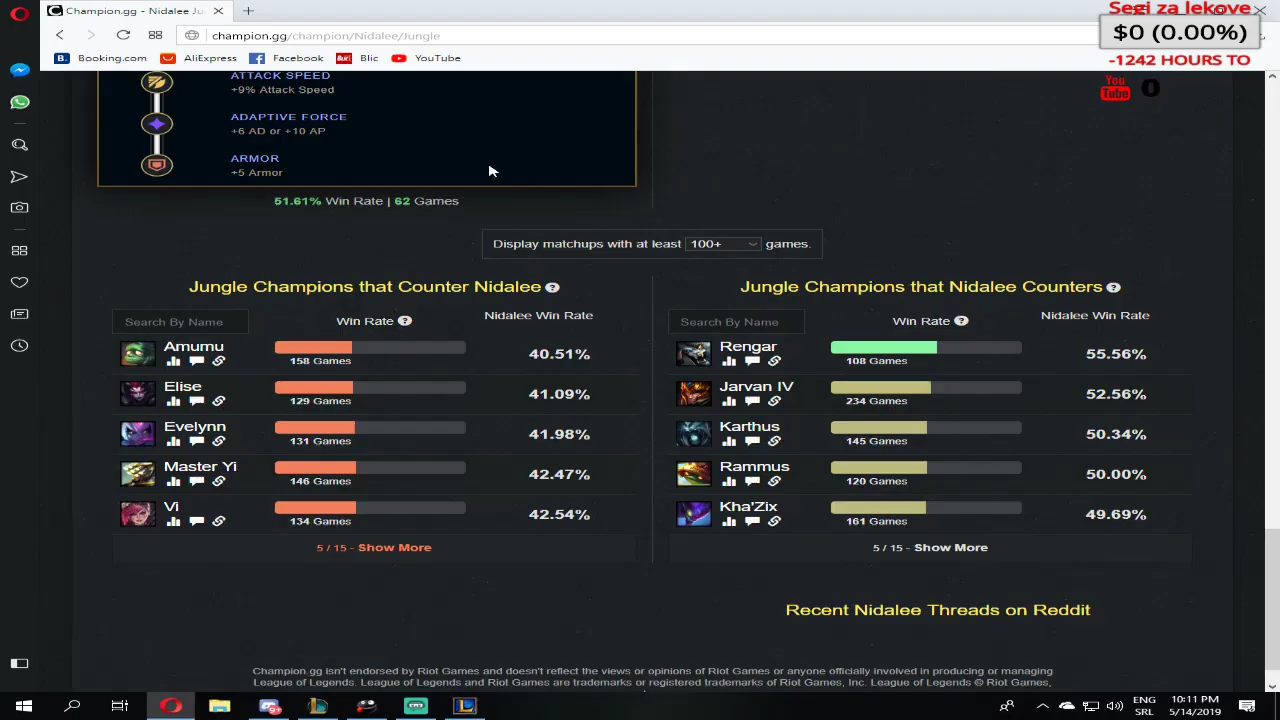 Champion.gg - Nidalee Jungle
Segi za lekove
$0 (0.00%)
-1242 HOURS TO
You
Tube
0
champion.gg/champion/Nidalee/Jungle
B. Booking.com
AliExpress
Facebook
Blic
YouTube
ATTACK SPEED
+9% Attack Speed
ADAPTIVE FORCE
+6 AD or +10 AP
ARMOR
+5 Armor
51.61% Win Rate | 62 Games
Display matchups with at least 100+ games.
Jungle Champions that Counter Nidalee ?
Search By Name Win Rate ? Nidalee Win Rate
Amumu 158 Games 40.51%
Elise 129 Games 41.09%
Evelynn 131 Games 41.98%
Master Yi 146 Games 42.47%
Vi 134 Games 42.54%
5 / 15 - Show More
Jungle Champions that Nidalee Counters ?
Search By Name Win Rate ? Nidalee Win Rate
Rengar 108 Games 55.56%
Jarvan IV 234 Games 52.56%
Karthus 145 Games 50.34%
Rammus 120 Games 50.00%
Kha'Zix 161 Games 49.69%
5 / 15 - Show More
Recent Nidalee Threads on Reddit
Champion.gg isn't endorsed by Riot Games and doesn't reflect the views or opinions of Riot Games or anyone officially involved in producing or managing
League of Legends. League of Legends and Riot Games are trademarks or registered trademarks of Riot Games, Inc. League of Legends © Riot Games,
ENG
SRL
10:11 PM
5/14/2019